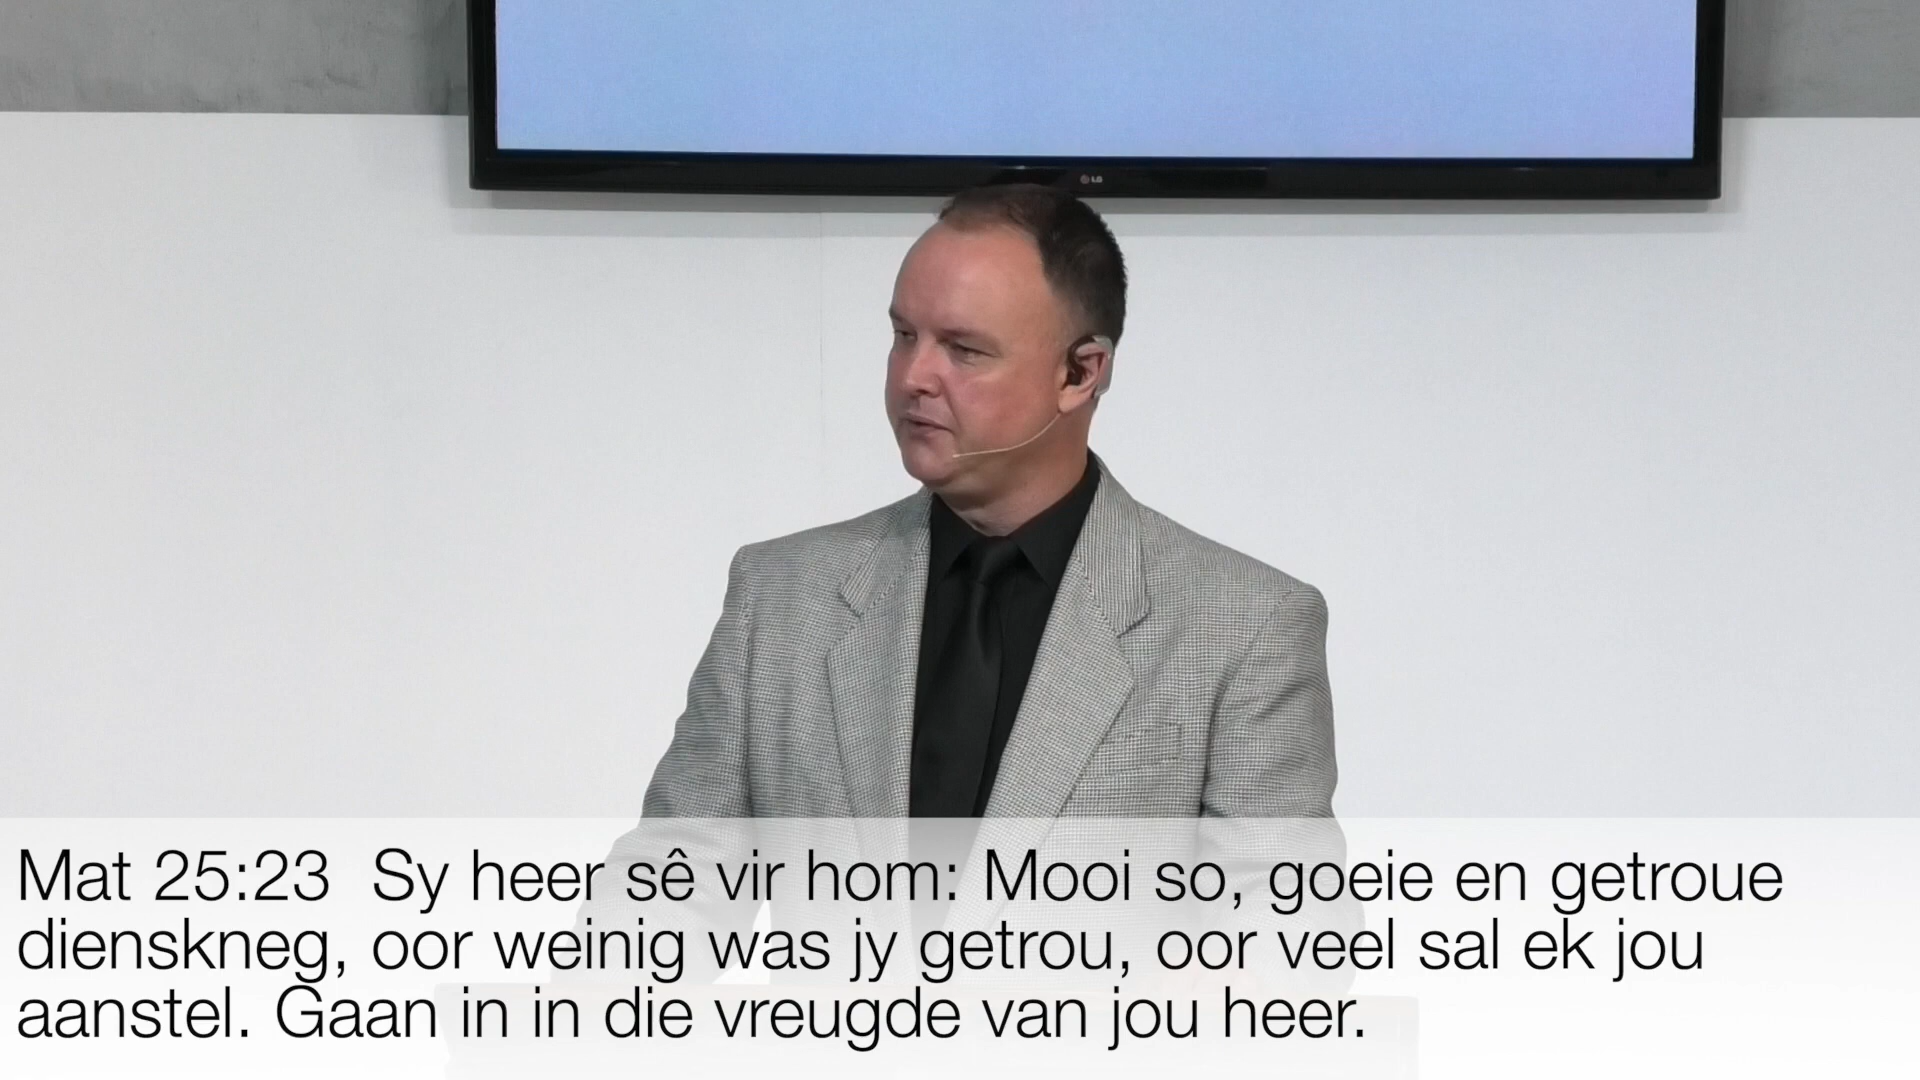 LG
Mat 25:23  Sy heer sê vir hom: Mooi so, goeie en getroue
dienskneg, oor weinig was jy getrou, oor veel sal ek jou
aanstel. Gaan in in die vreugde van jou heer.